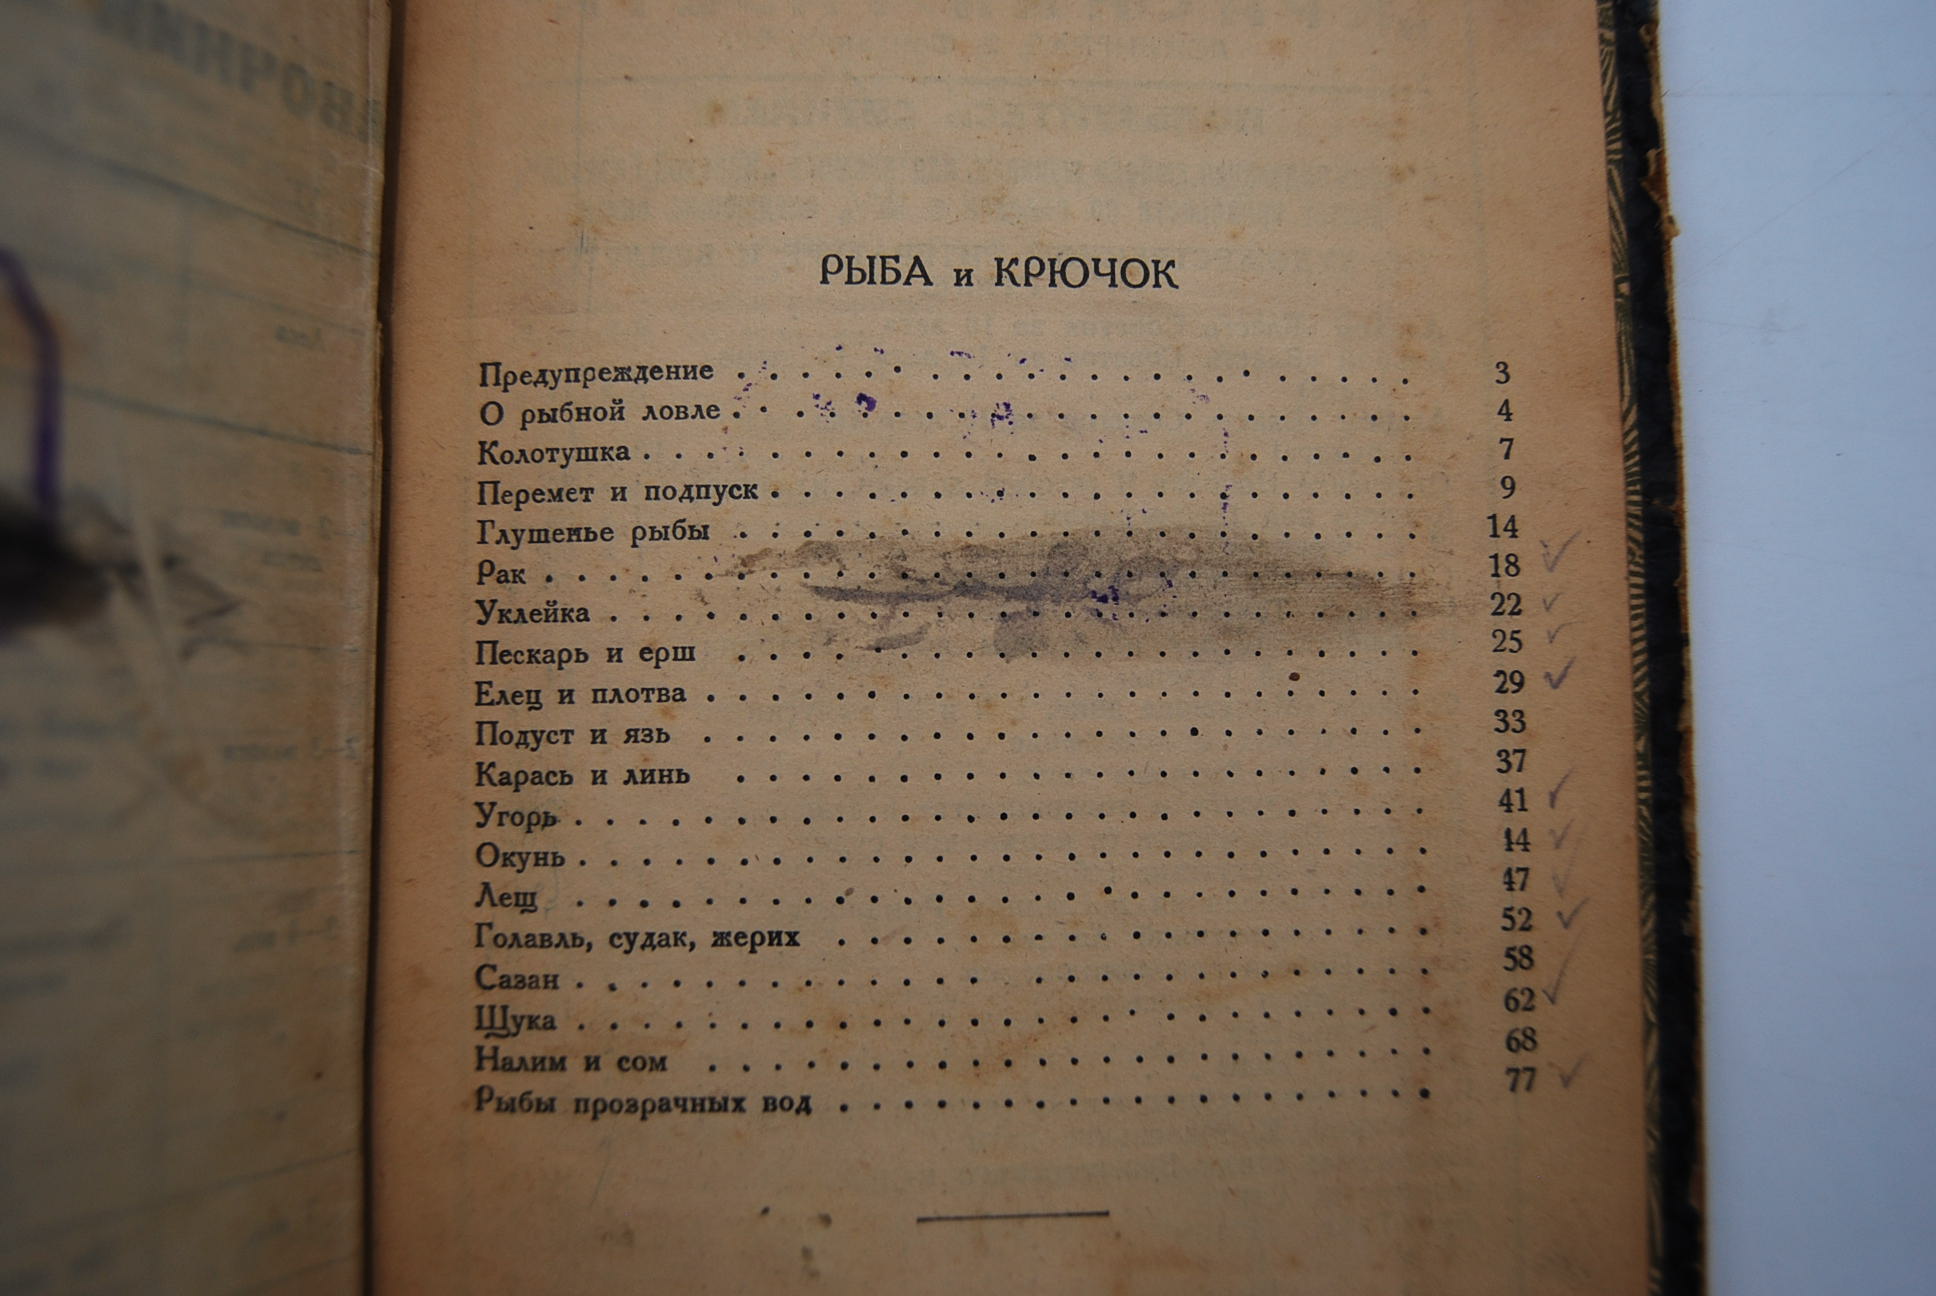 РЫБА и КРЮЧОК
Предупреждение . . . . . . . . . . . . . . . . . . . . . 3
О рыбной ловле . . . . . . . . . . . . . . . . . . . . . 4
Колотушка . . . . . . . . . . . . . . . . . . . . . . . . 7
Перемет и подпуск . . . . . . . . . . . . . . . . . . . . 9
Глушенье рыбы . . . . . . . . . . . . . . . . . . . . . 14
Рак . . . . . . . . . . . . . . . . . . . . . . . . . . . 18
Уклейка . . . . . . . . . . . . . . . . . . . . . . . . . 22
Пескарь и ерш . . . . . . . . . . . . . . . . . . . . . 25
Елец и плотва . . . . . . . . . . . . . . . . . . . . . . 29
Подуст и язь . . . . . . . . . . . . . . . . . . . . . . 33
Карась и линь . . . . . . . . . . . . . . . . . . . . . 37
Угорь . . . . . . . . . . . . . . . . . . . . . . . . . . 41
Окунь . . . . . . . . . . . . . . . . . . . . . . . . . . 44
Лещ . . . . . . . . . . . . . . . . . . . . . . . . . . 47
Голавль, судак, жерих . . . . . . . . . . . . . . . . . . 52
Сазан . . . . . . . . . . . . . . . . . . . . . . . . . . 58
Щука . . . . . . . . . . . . . . . . . . . . . . . . . . 62
Налим и сом . . . . . . . . . . . . . . . . . . . . . . 68
Рыбы прозрачных вод . . . . . . . . . . . . . . . . . . 77